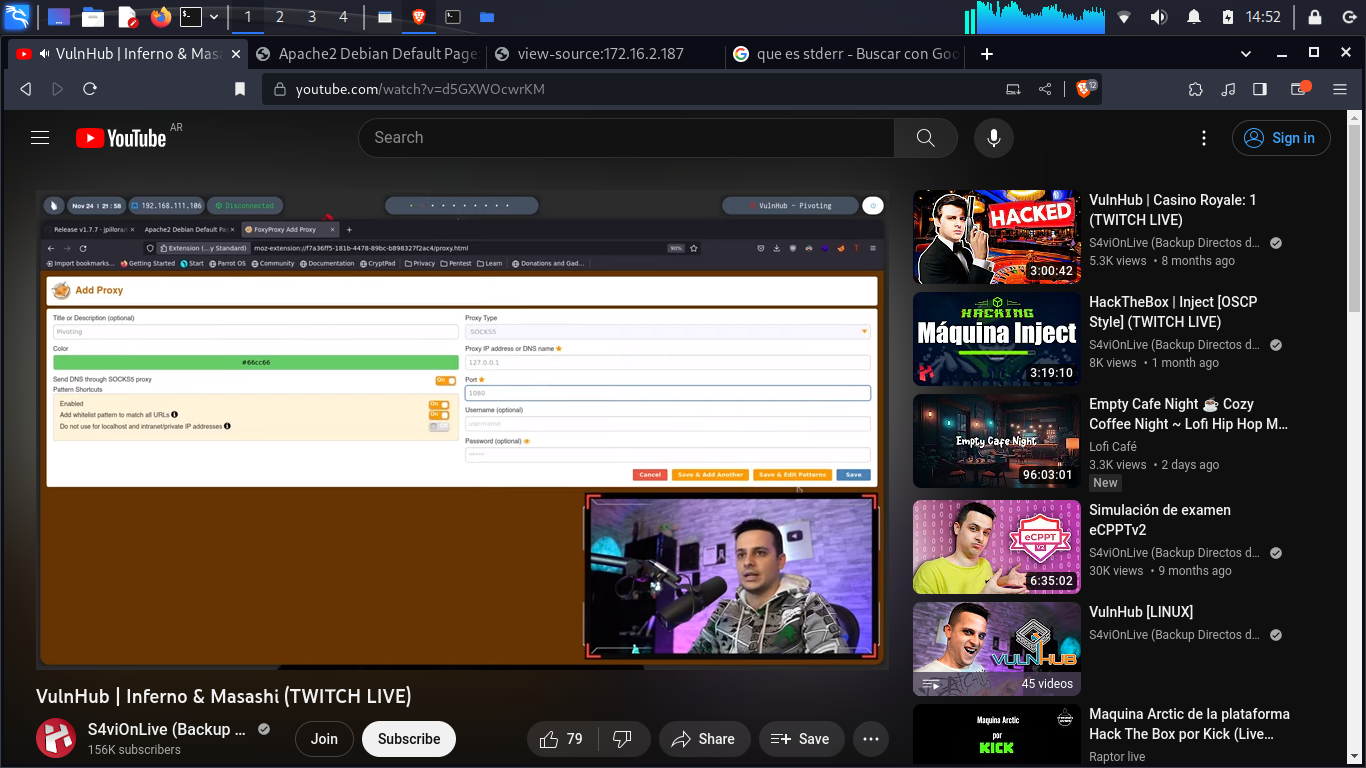 1
2
3
4
14:52
VulnHub | Inferno & Masa
Apache2 Debian Default Page
view-source:172.16.2.187
que es stderr - Buscar con Goo
youtube.com/watch?v=d5GXWOcwrKM
12
YouTube
AR
Search
Sign in
Nov 24 | 21 : 58
192.168.111.106
Disconnected
VulnHub - Pivoting
Release v1.7.7 · jpillora
Apache2 Debian Default Pa
FoxyProxy Add Proxy
Extension (...y Standard)
moz-extension://f7a36ff5-181b-4478-89bc-b898327f2ac4/proxy.html
90%
Import bookmarks...
Getting Started
Start
Parrot OS
Community
Documentation
CryptPad
Privacy
Pentest
Learn
Donations and Gad...
Add Proxy
Title or Description (optional)
Pivoting
Color
#66cc66
Send DNS through SOCKS5 proxy
On
Pattern Shortcuts
Enabled
On
Add whitelist pattern to match all URLs
On
Do not use for localhost and intranet/private IP addresses
Off
Proxy Type
SOCKS5
Proxy IP address or DNS name
127.0.0.1
Port
1080
Username (optional)
username
Password (optional)
*****
Cancel
Save & Add Another
Save & Edit Patterns
Save
VulnHub | Inferno & Masashi (TWITCH LIVE)
S4viOnLive (Backup ...
156K subscribers
Join
Subscribe
79
Share
Save
HACKED
3:00:42
VulnHub | Casino Royale: 1
(TWITCH LIVE)
S4viOnLive (Backup Directos d...
5.3K views • 8 months ago
HACKING
Máquina Inject
3:19:10
HackTheBox | Inject [OSCP
Style] (TWITCH LIVE)
S4viOnLive (Backup Directos d...
8K views • 1 month ago
Empty Cafe Night
96:03:01
Empty Cafe Night ☕ Cozy
Coffee Night ~ Lofi Hip Hop M...
Lofi Café
3.3K views • 2 days ago
New
eCPPT
V2
6:35:02
Simulación de examen
eCPPTv2
S4viOnLive (Backup Directos d...
30K views • 9 months ago
VULNHUB
45 videos
VulnHub [LINUX]
S4viOnLive (Backup Directos d...
Maquina Arctic
por
KICK
Maquina Arctic de la plataforma
Hack The Box por Kick (Live...
Raptor live